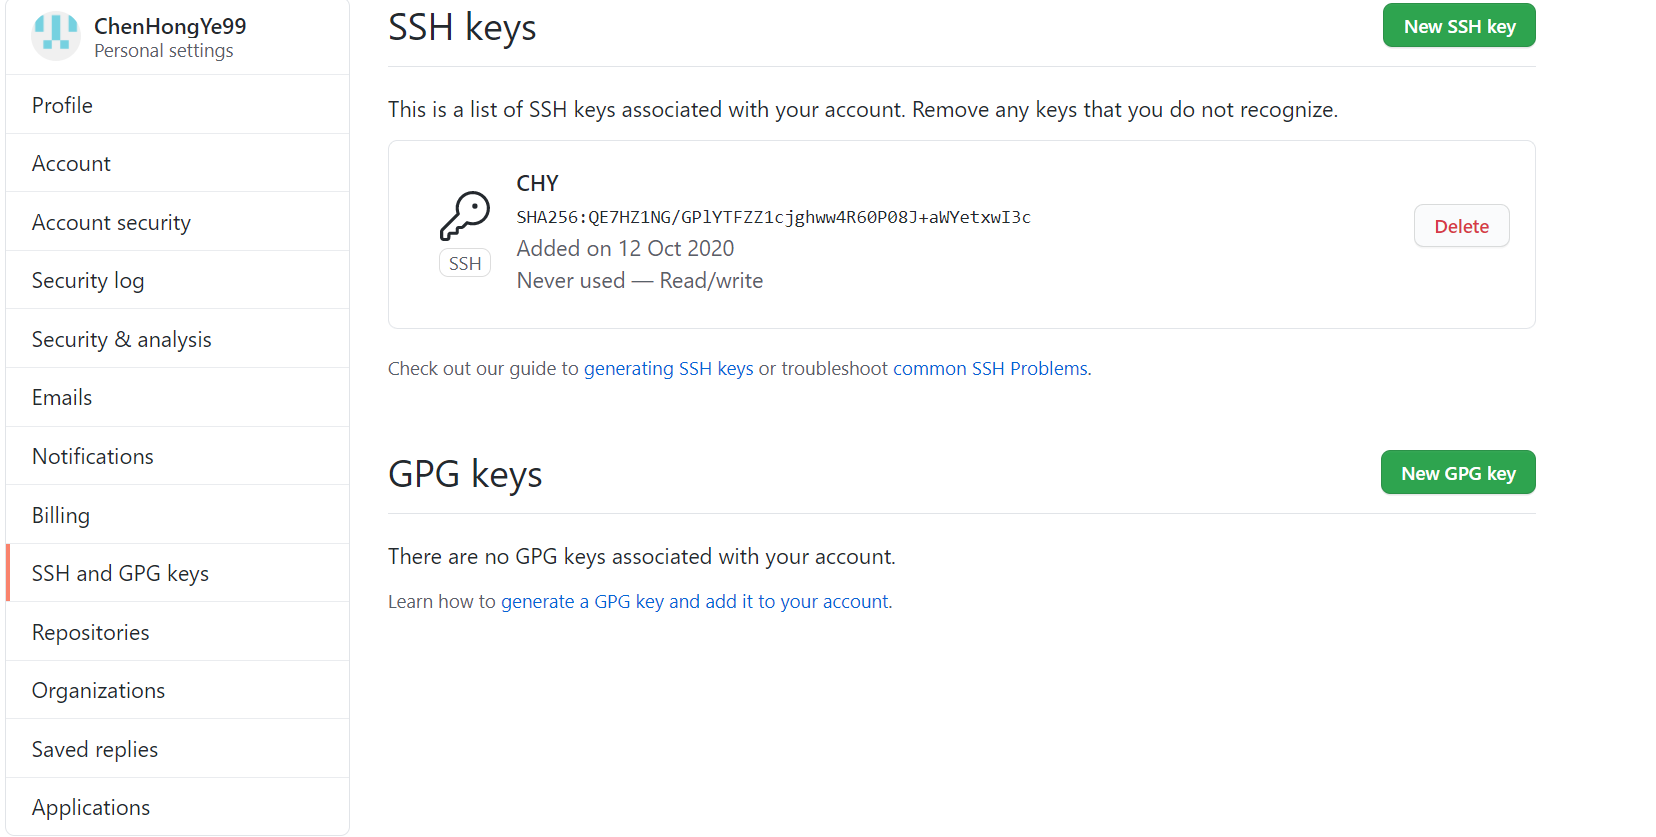 ChenHongYe99
Personal settings
Profile
Account
Account security
Security log
Security & analysis
Emails
Notifications
Billing
SSH and GPG keys
Repositories
Organizations
Saved replies
Applications
SSH keys
New SSH key
This is a list of SSH keys associated with your account. Remove any keys that you do not recognize.
CHY
SHA256:QE7HZ1NG/GPlYTFZZ1cjghww4R60P08J+aWYetxwI3c
Added on 12 Oct 2020
Never used — Read/write
SSH
Delete
Check out our guide to generating SSH keys or troubleshoot common SSH Problems.
GPG keys
New GPG key
There are no GPG keys associated with your account.
Learn how to generate a GPG key and add it to your account.